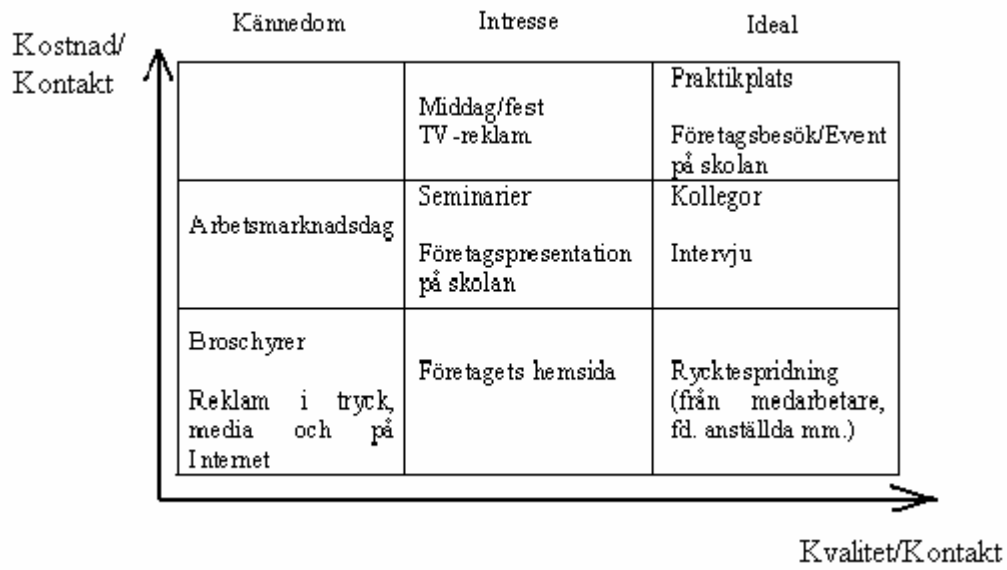 Kännedom
Intresse
Ideal
Kostnad/
Kontakt
Middag/fest
TV-reklam
Praktikplats
Företagsbesök/Event
på skolan
Arbetsmarknadsdag
Seminarier
Företagspresentation
på skolan
Kollegor
Intervju
Broschyrer
Reklam i tryck,
media och på
Internet
Företagets hemsida
Rycktespridning
(från medarbetare,
fd. anställda mm.)
Kvalitet/Kontakt